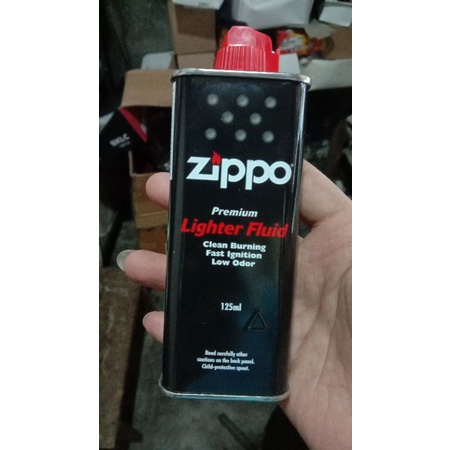 zippo
Premium
Lighter Fluid
Clean Burning
Fast Ignition
Low Odor
125ml
Read carefully other
cautions on the back panel.
Child-protective spout.